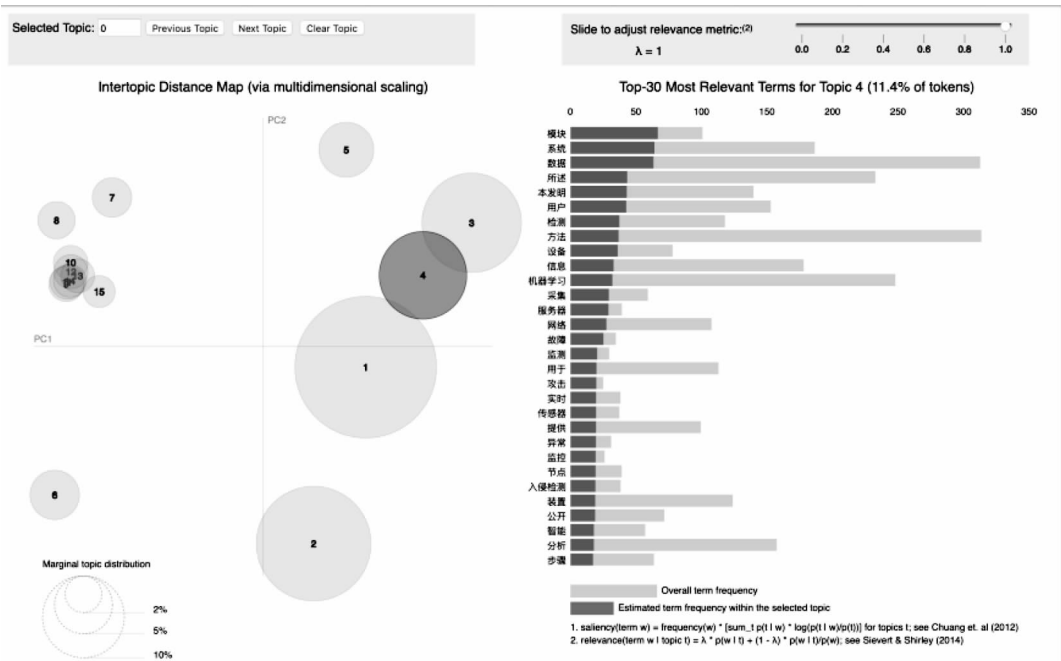 Selected Topic: 0 Previous Topic Next Topic Clear Topic
Slide to adjust relevance metric:(2)
λ = 1
0.0 0.2 0.4 0.6 0.8 1.0
Intertopic Distance Map (via multidimensional scaling)
PC2
PC1
5
7
8
3
4
10
15
1
6
2
Marginal topic distribution
2%
5%
10%
Top-30 Most Relevant Terms for Topic 4 (11.4% of tokens)
0 50 100 150 200 250 300 350
模块
系统
数据
所述
本发明
用户
检测
方法
设备
信息
机器学习
采集
服务器
网络
故障
监测
用于
攻击
实时
传感器
提供
异常
监控
节点
入侵检测
装置
公开
智能
分析
步骤
Overall term frequency
Estimated term frequency within the selected topic
1. saliency(term w) = frequency(w) * [sum_t p(t | w) * log(p(t | w)/p(t))] for topics t; see Chuang et. al (2012)
2. relevance(term w | topic t) = λ * p(w | t) + (1 - λ) * p(w | t)/p(w); see Sievert & Shirley (2014)